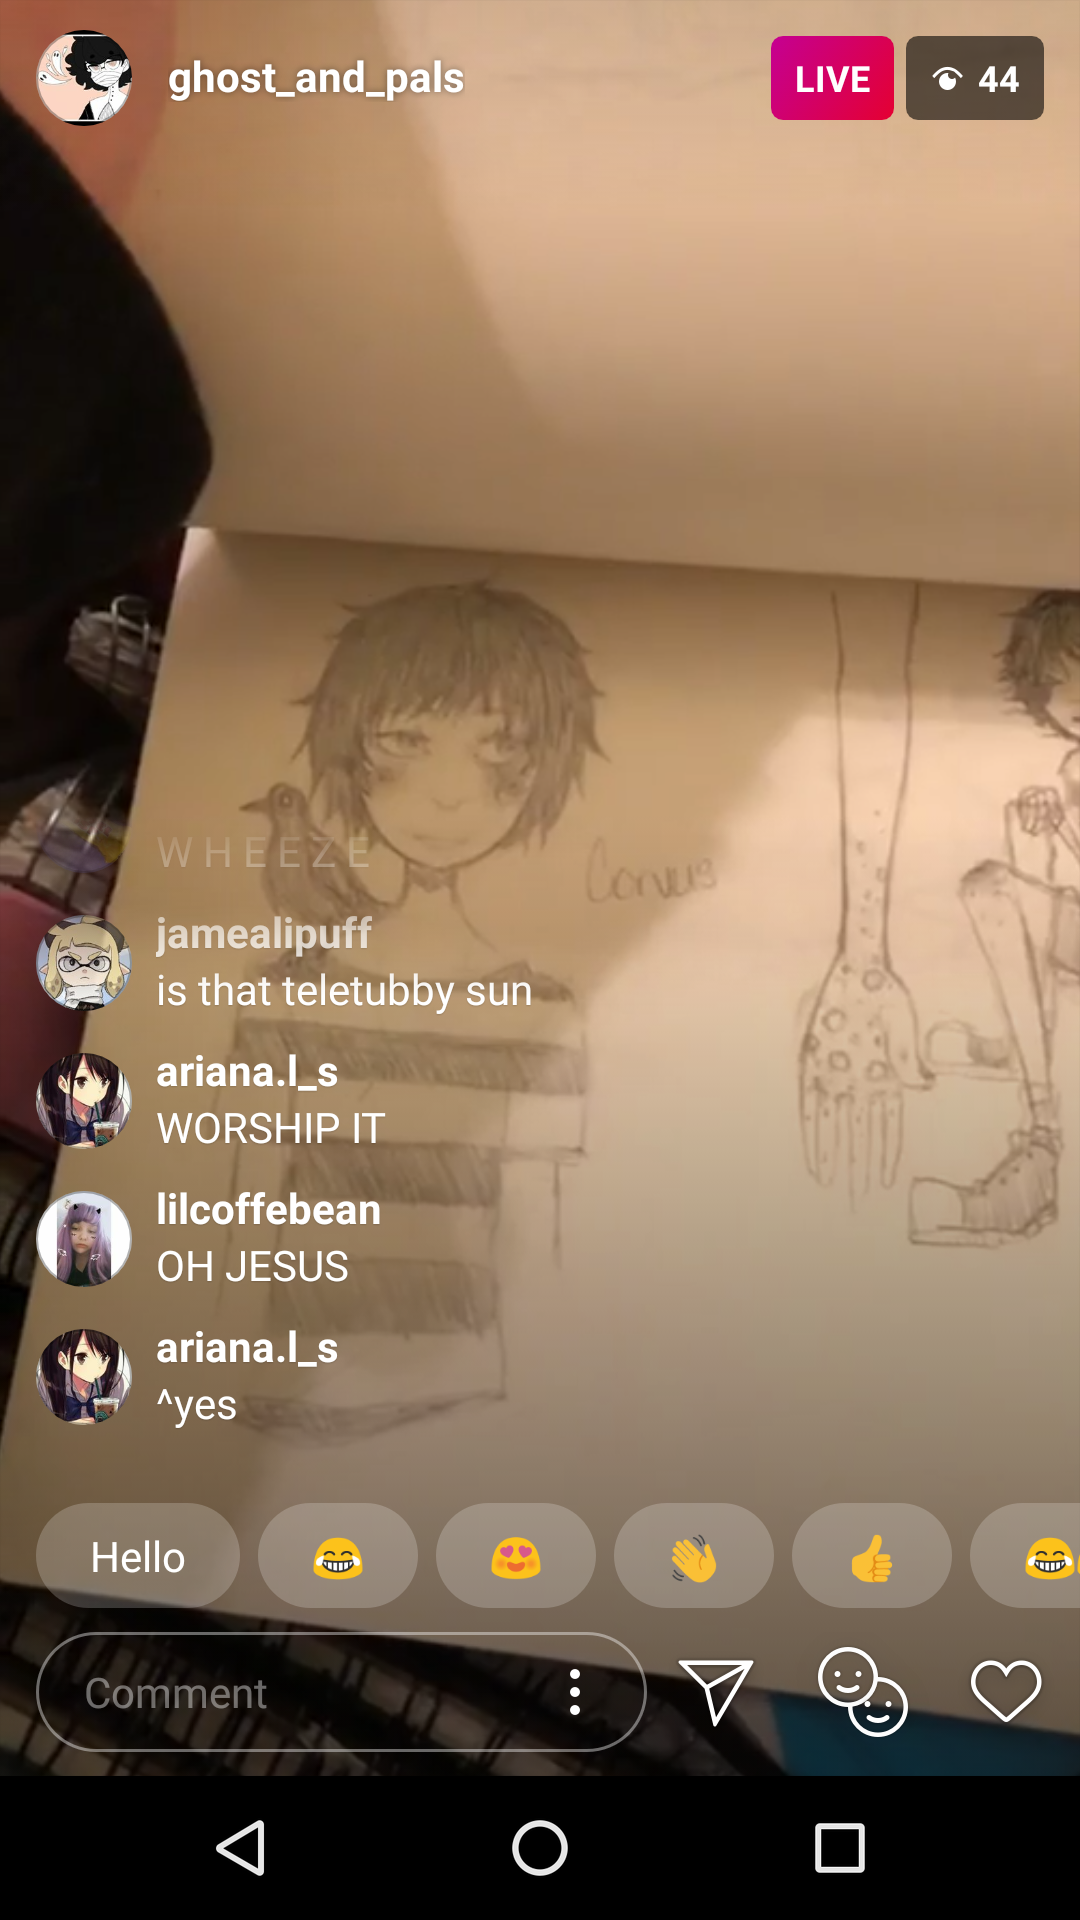 ghost_and_pals
LIVE
44
Corvus
W H E E Z E
jamealipuff
is that teletubby sun
ariana.l_s
WORSHIP IT
lilcoffebean
OH JESUS
ariana.l_s
^yes
Hello
Comment